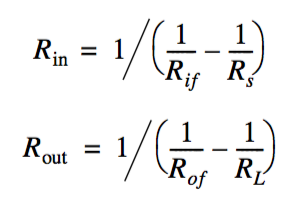 R_in = 1/(1/R_if − 1/R_s)
R_out = 1/(1/R_of − 1/R_L)